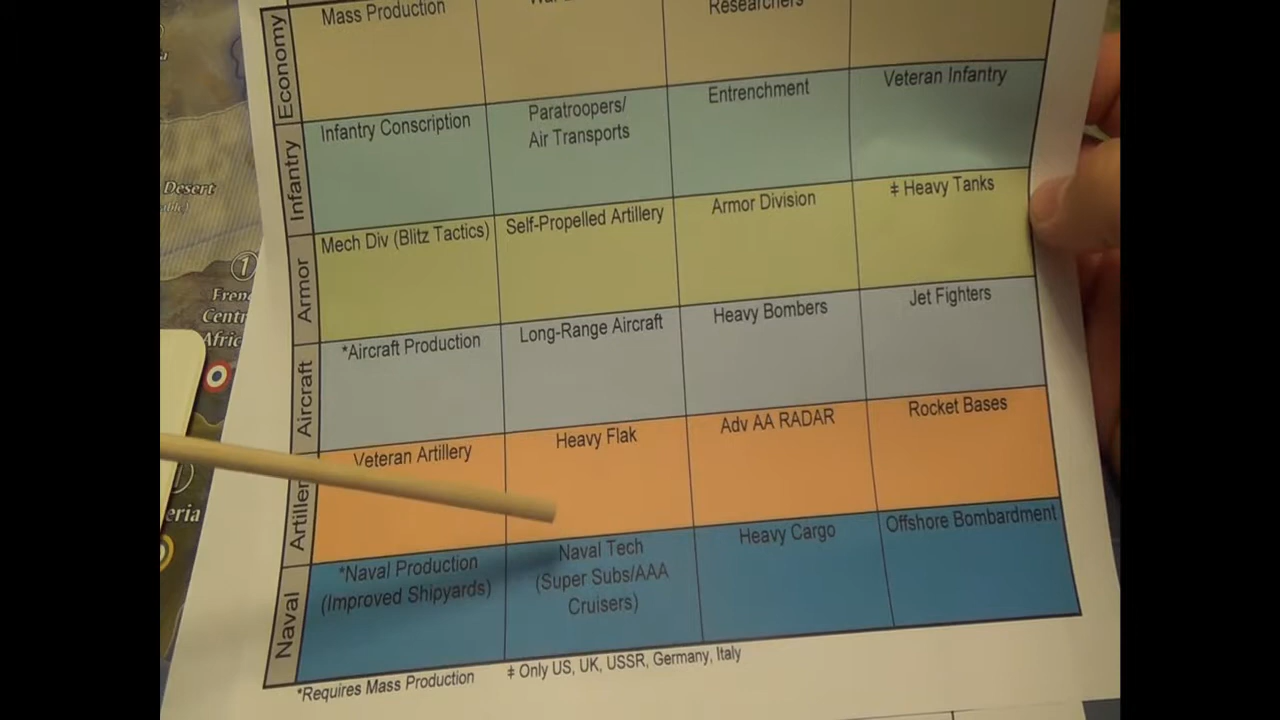 Economy
Mass Production
Researchers
Infantry
Infantry Conscription
Paratroopers/
Air Transports
Entrenchment
Veteran Infantry
Armor
Mech Div (Blitz Tactics)
Self-Propelled Artillery
Armor Division
ǂ Heavy Tanks
Aircraft
*Aircraft Production
Long-Range Aircraft
Heavy Bombers
Jet Fighters
Artiller
Veteran Artillery
Heavy Flak
Adv AA RADAR
Rocket Bases
Naval
*Naval Production
(Improved Shipyards)
Naval Tech
(Super Subs/AAA
Cruisers)
Heavy Cargo
Offshore Bombardment
*Requires Mass Production
ǂ Only US, UK, USSR, Germany, Italy
Desert
1
Fren
Centr
Afric
eria